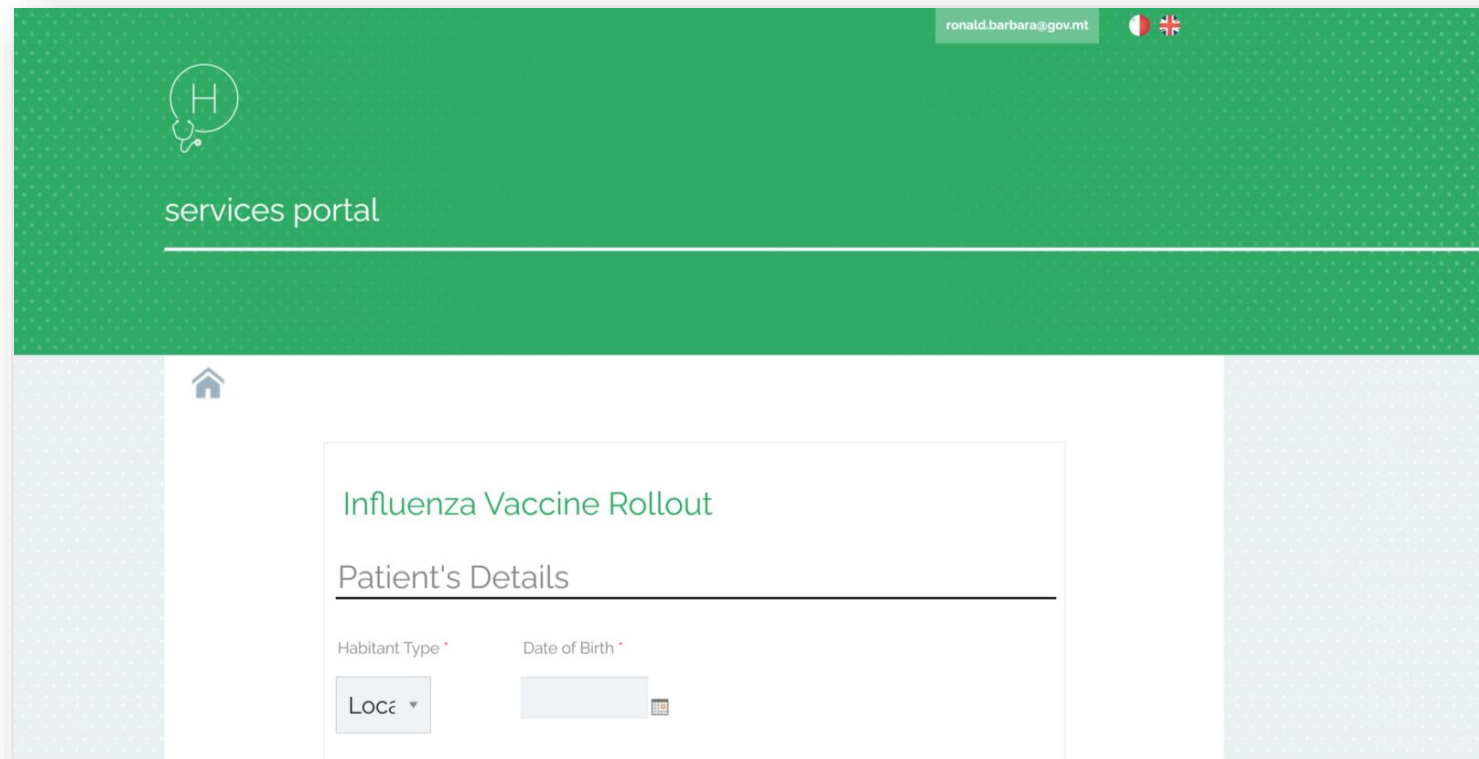 ronald.barbara@gov.mt
H
services portal
Influenza Vaccine Rollout
Patient's Details
Habitant Type * Date of Birth *
Loca